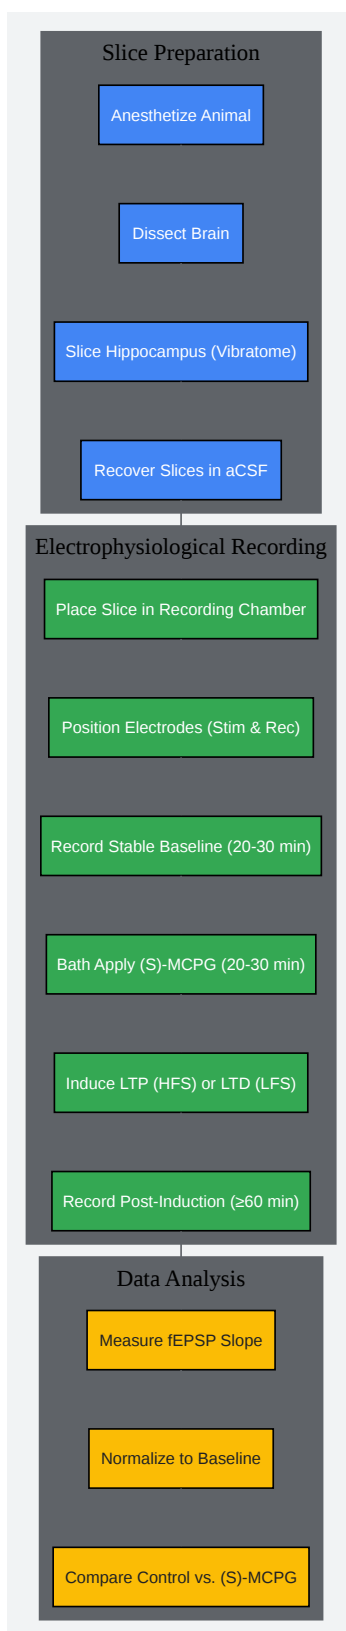 Slice Preparation
Anesthetize Animal
Dissect Brain
Slice Hippocampus (Vibratome)
Recover Slices in aCSF
Electrophysiological Recording
Place Slice in Recording Chamber
Position Electrodes (Stim & Rec)
Record Stable Baseline (20-30 min)
Bath Apply (S)-MCPG (20-30 min)
Induce LTP (HFS) or LTD (LFS)
Record Post-Induction (≥60 min)
Data Analysis
Measure fEPSP Slope
Normalize to Baseline
Compare Control vs. (S)-MCPG